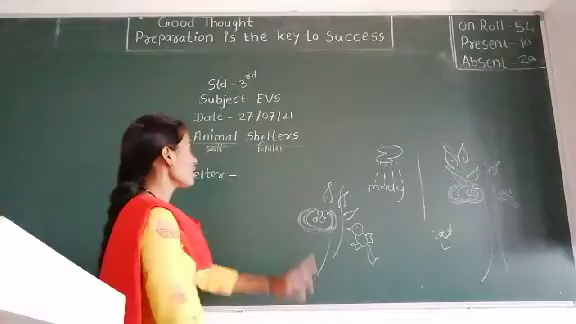 Good Thought
Preparation is the key to Success
on Roll - 54
Present - 10
Absent - 
Std - 3rd
Subject EVS
Date - 27/07/21
Animal Shelters
elter -